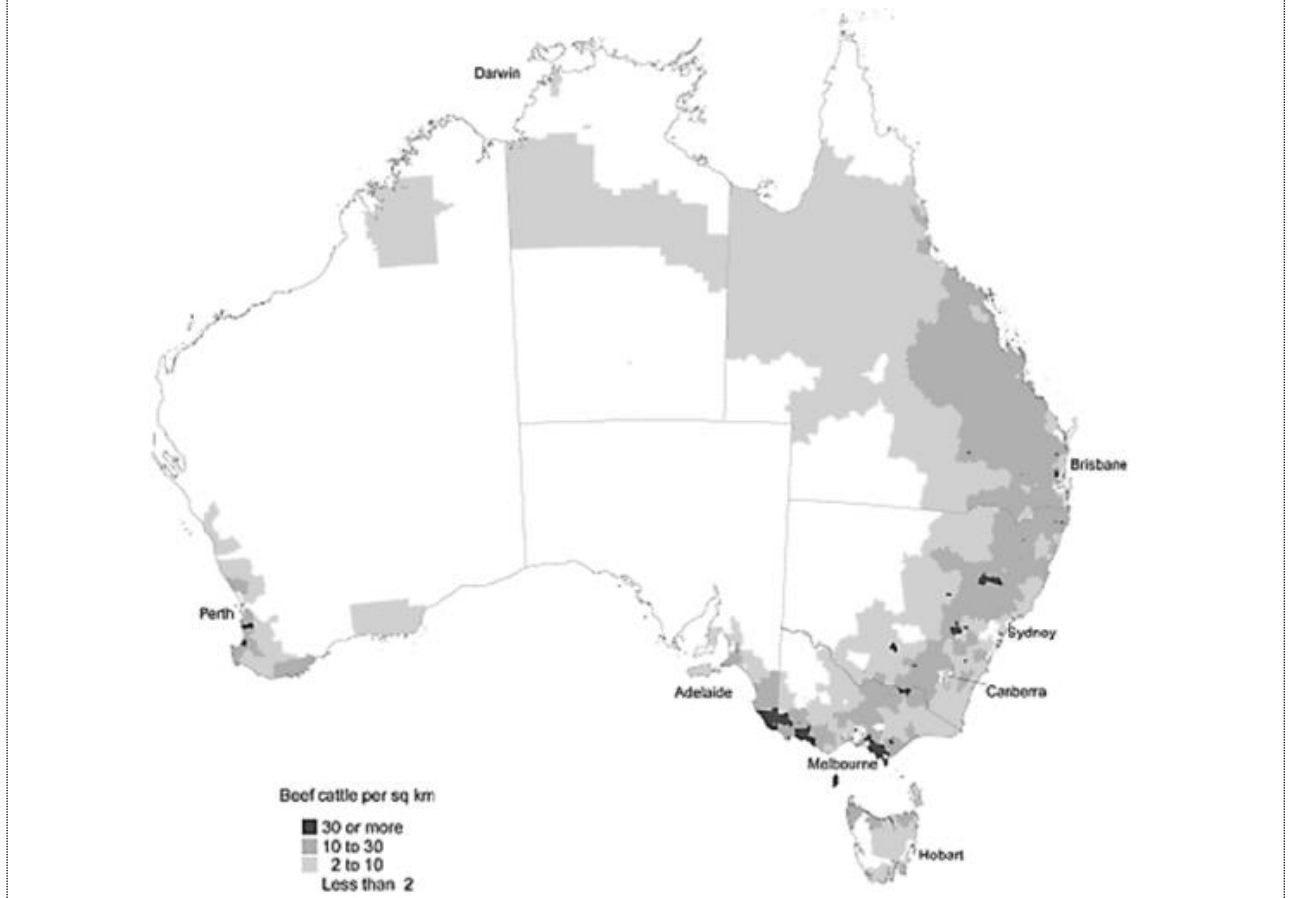 Darwin
Brisbane
Perth
Sydney
Adelaide
Canberra
Melbourne
Beef cattle per sq km
30 or more
10 to 30
2 to 10
Less than 2
Hobart